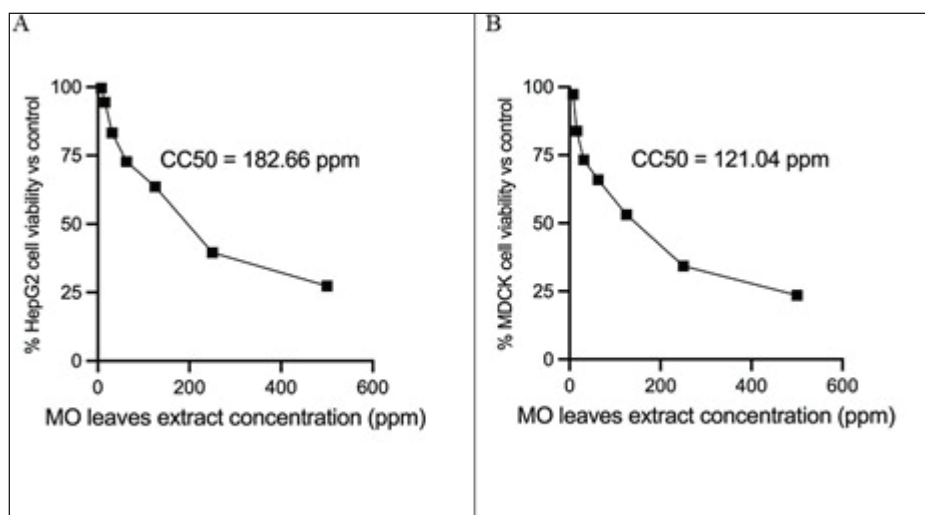 A
% HepG2 cell viability vs control
100
75
50
25
0
CC50 = 182.66 ppm
0 200 400 600
MO leaves extract concentration (ppm)
B
% MDCK cell viability vs control
100
75
50
25
0
CC50 = 121.04 ppm
0 200 400 600
MO leaves extract concentration (ppm)